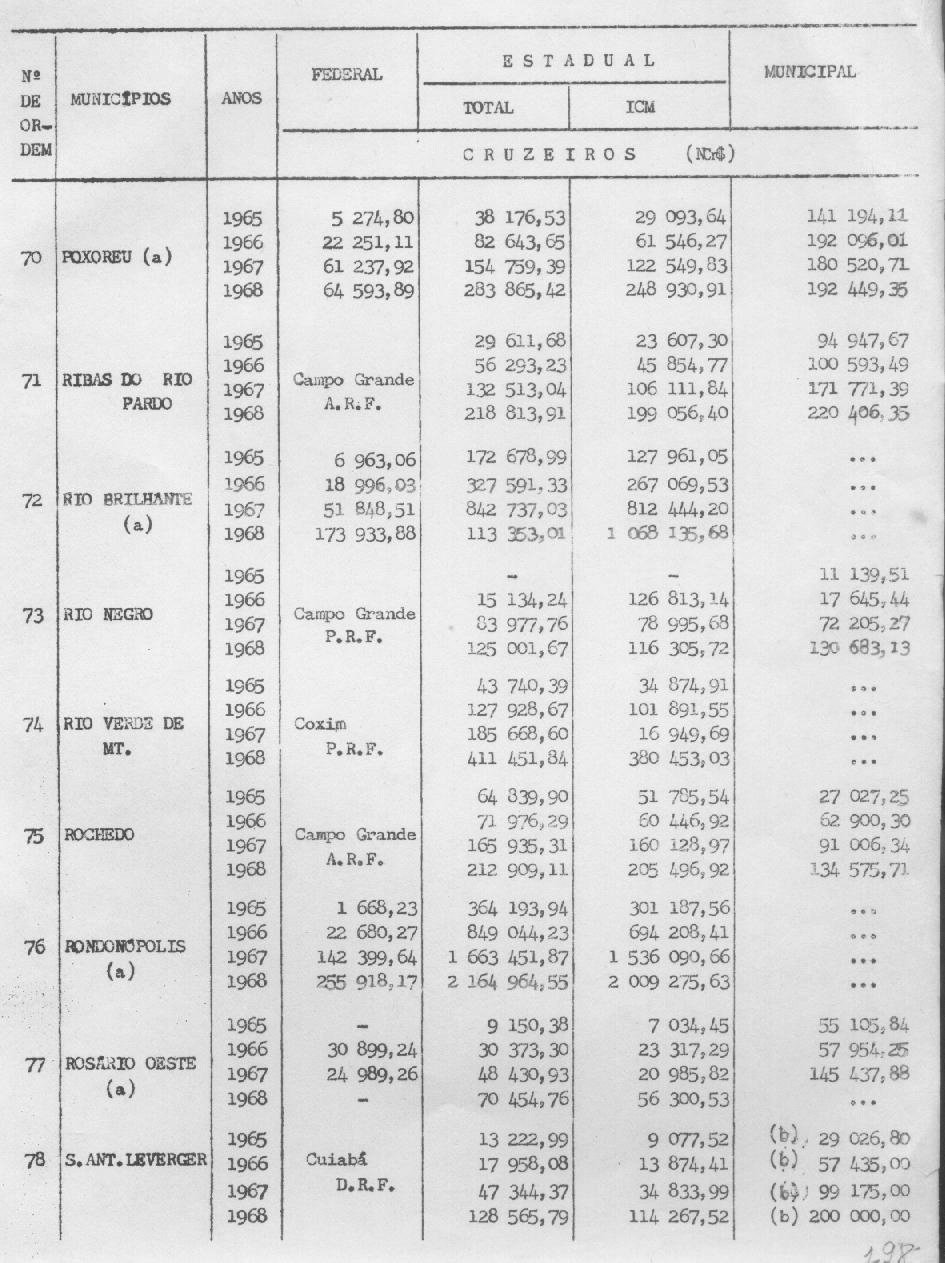 Nº DE OR- DEM MUNICÍPIOS ANOS FEDERAL ESTADUAL MUNICIPAL
TOTAL ICM
CRUZEIROS (NCr$)
1965 5 274,80 38 176,53 29 093,64 141 194,11
1966 22 251,11 82 643,65 61 546,27 192 096,01
70 POXOREU (a) 1967 61 237,92 154 759,39 122 549,83 180 520,71
1968 64 593,89 283 865,42 248 930,91 192 449,35
1965 29 611,68 23 607,30 94 947,67
1966 56 293,23 45 854,77 100 593,49
71 RIBAS DO RIO 1967 Campo Grande 132 513,04 106 111,84 171 771,39
PARDO 1968 A.R.F. 218 813,91 199 056,40 220 406,35
1965 6 963,06 172 678,99 127 961,05 ...
1966 18 996,03 327 591,33 267 069,53 ...
72 RIO BRILHANTE 1967 51 848,51 842 737,03 812 444,20 ...
(a) 1968 173 933,88 113 353,01 1 068 135,68 ...
1965 - - 11 139,51
1966 15 134,24 126 813,14 17 645,44
73 RIO NEGRO 1967 Campo Grande 83 977,76 78 995,68 72 205,27
1968 P.R.F. 125 001,67 116 305,72 130 683,13
1965 43 740,39 34 874,91 ...
1966 127 928,67 101 891,55 ...
74 RIO VERDE DE 1967 Coxim 185 668,60 16 949,69 ...
MT. 1968 P.R.F. 411 451,84 380 453,03 ...
1965 64 839,90 51 785,54 27 027,25
1966 71 976,29 60 446,92 62 900,30
75 ROCHEDO 1967 Campo Grande 165 935,31 160 128,97 91 006,34
1968 A.R.F. 212 909,11 205 496,92 134 575,71
1965 1 668,23 364 193,94 301 187,56 ...
1966 22 680,27 849 044,23 694 208,41 ...
76 RONDONÓPOLIS 1967 142 399,64 1 663 451,87 1 536 090,66 ...
(a) 1968 255 918,17 2 164 964,55 2 009 275,63 ...
1965 - 9 150,38 7 034,45 55 105,84
1966 30 899,24 30 373,30 23 317,29 57 954,25
77 ROSÁRIO OESTE 1967 24 989,26 48 430,93 20 985,82 145 437,88
(a) 1968 - 70 454,76 56 300,53 ...
1965 13 222,99 9 077,52 (b) 29 026,80
78 S.ANT.LEVERGER 1966 Cuiabá 17 958,08 13 874,41 (b) 57 435,00
1967 D.R.F. 47 344,37 34 833,99 (b) 99 175,00
1968 128 565,79 114 267,52 (b) 200 000,00
198